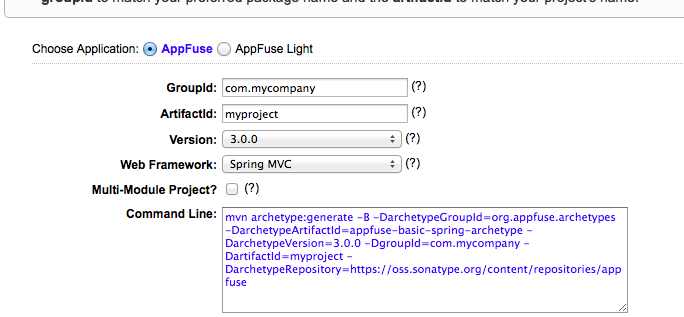 groupId to match your preferred package name and the artifactId to match your project's name.
Choose Application: AppFuse AppFuse Light
GroupId: com.mycompany (?)
ArtifactId: myproject (?)
Version: 3.0.0 (?)
Web Framework: Spring MVC (?)
Multi-Module Project? (?)
Command Line: mvn archetype:generate -B -DarchetypeGroupId=org.appfuse.archetypes
-DarchetypeArtifactId=appfuse-basic-spring-archetype -
DarchetypeVersion=3.0.0 -DgroupId=com.mycompany -
DartifactId=myproject -
DarchetypeRepository=https://oss.sonatype.org/content/repositories/app
fuse